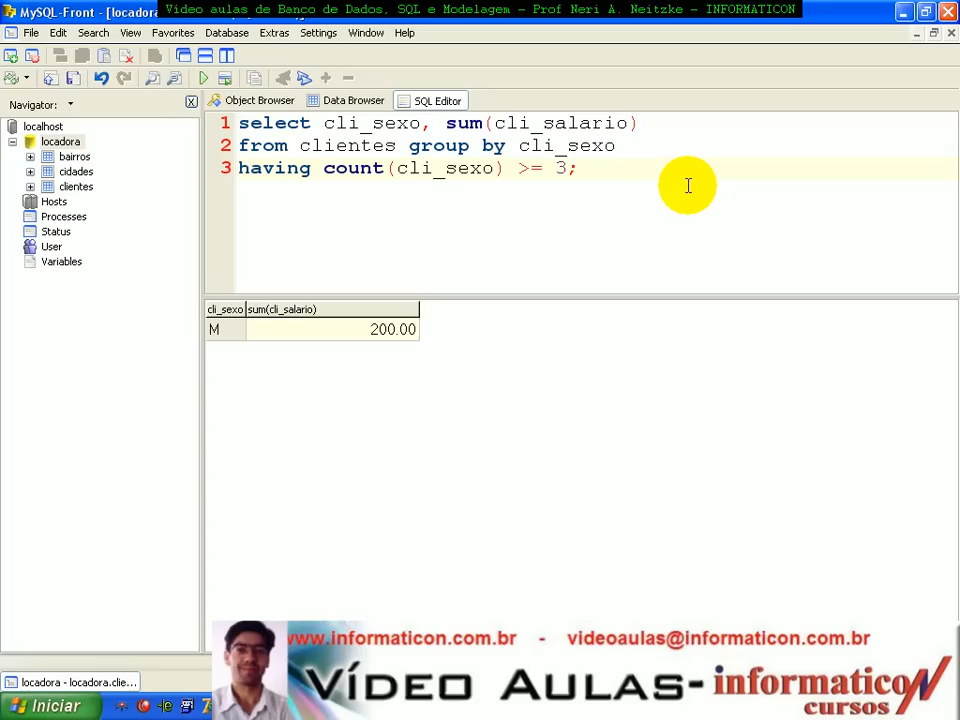 Vídeo aulas de Banco de Dados, SQL e Modelagem – Prof Neri A. Neitzke – INFORMATICON
MySQL-Front - [locadora
File Edit Search View Favorites Database Extras Settings Window Help
Navigator:
Object Browser Data Browser SQL Editor
localhost
locadora
bairros
cidades
clientes
Hosts
Processes
Status
User
Variables
1 select cli_sexo, sum(cli_salario)
2 from clientes group by cli_sexo
3 having count(cli_sexo) >= 3;
cli_sexo sum(cli_salario)
M 200.00
www.informaticon.com.br - videoaulas@informaticon.com.br
VÍDEO AULAS- informaticon
cursos
locadora - locadora.clie...
Iniciar